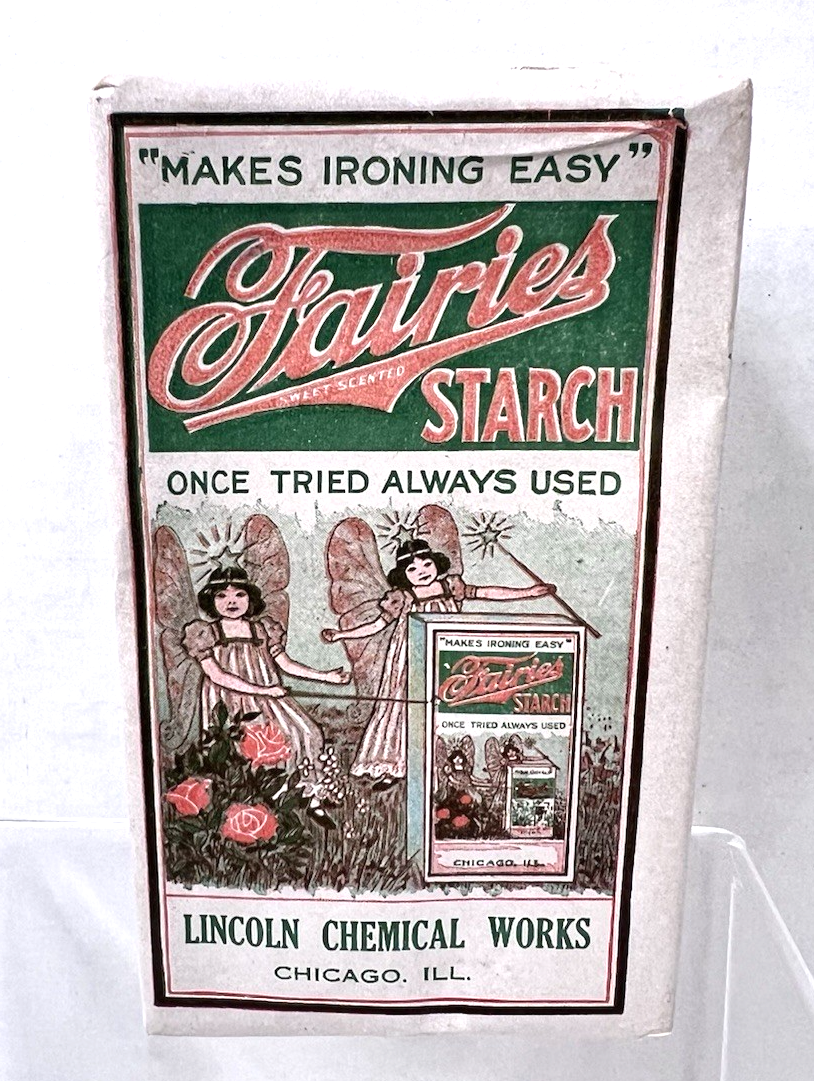 "MAKES IRONING EASY"
Fairies
SWEET SCENTED
STARCH
ONCE TRIED ALWAYS USED
"MAKES IRONING EASY"
Fairies
STARCH
ONCE TRIED ALWAYS USED
CHICAGO, ILL.
LINCOLN CHEMICAL WORKS
CHICAGO. ILL.